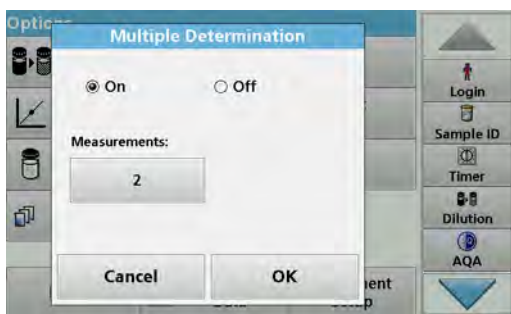 Multiple Determination
On
Off
Measurements:
2
Cancel
OK
Login
Sample ID
Timer
Dilution
AQA